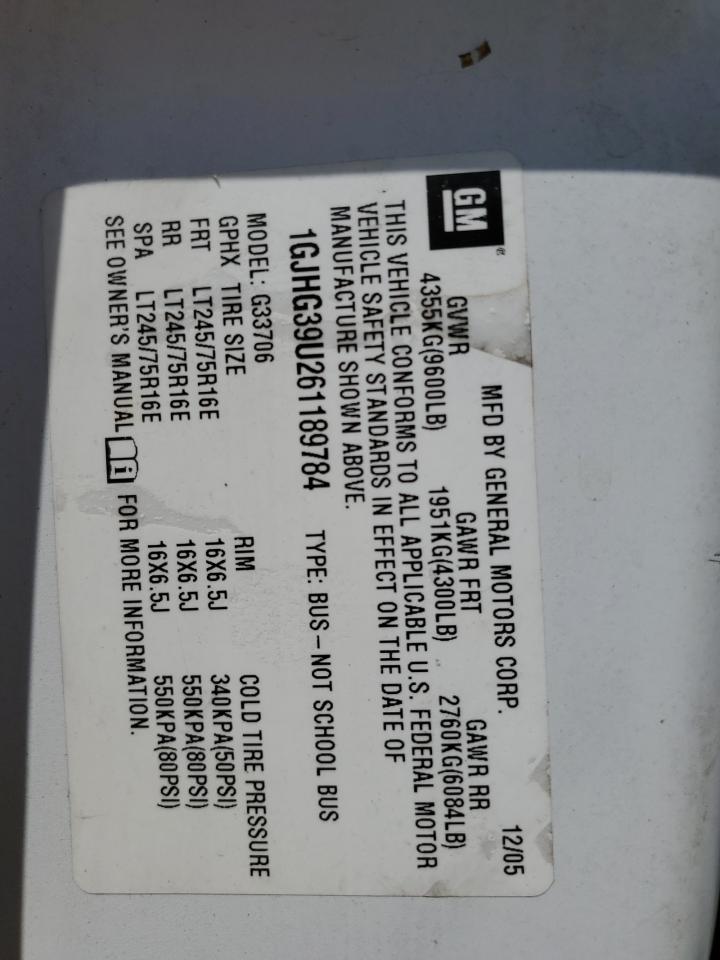 GM MFD BY GENERAL MOTORS CORP. 12/05
GVWR GAWR FRT GAWR RR
4355KG(9600LB) 1951KG(4300LB) 2760KG(6084LB)
THIS VEHICLE CONFORMS TO ALL APPLICABLE U.S. FEDERAL MOTOR
VEHICLE SAFETY STANDARDS IN EFFECT ON THE DATE OF
MANUFACTURE SHOWN ABOVE.
1GJHG39U261189784 TYPE: BUS-NOT SCHOOL BUS
MODEL: G33706
GPHX TIRE SIZE RIM COLD TIRE PRESSURE
FRT LT245/75R16E 16X6.5J 340KPA(50PSI)
RR LT245/75R16E 16X6.5J 550KPA(80PSI)
SPA LT245/75R16E 16X6.5J 550KPA(80PSI)
SEE OWNER'S MANUAL i FOR MORE INFORMATION.